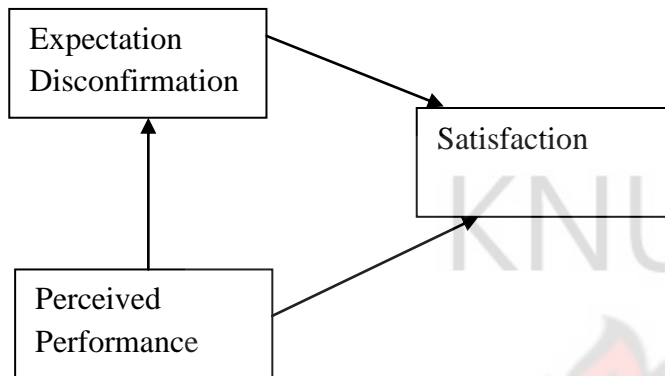 Expectation
Disconfirmation
Satisfaction
KNU
Perceived
Performance